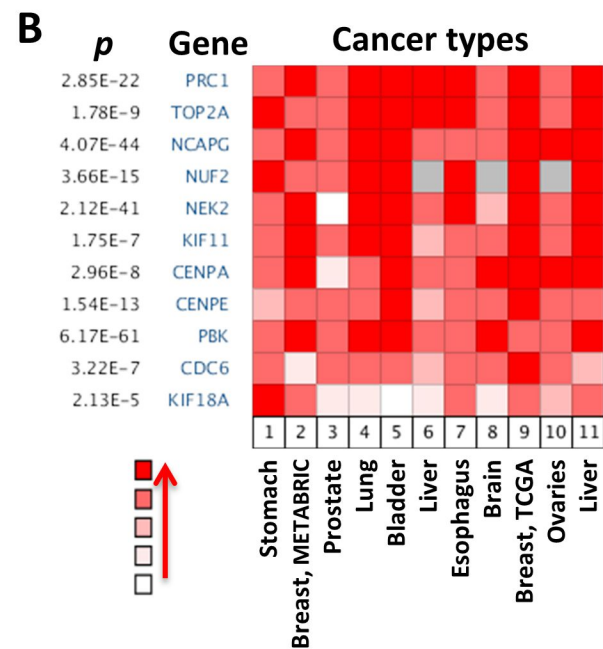 B
p Gene Cancer types
2.85E-22 PRC1
1.78E-9 TOP2A
4.07E-44 NCAPG
3.66E-15 NUF2
2.12E-41 NEK2
1.75E-7 KIF11
2.96E-8 CENPA
1.54E-13 CENPE
6.17E-61 PBK
3.22E-7 CDC6
2.13E-5 KIF18A
1 2 3 4 5 6 7 8 9 10 11
Stomach
Breast, METABRIC
Prostate
Lung
Bladder
Liver
Esophagus
Brain
Breast, TCGA
Ovaries
Liver